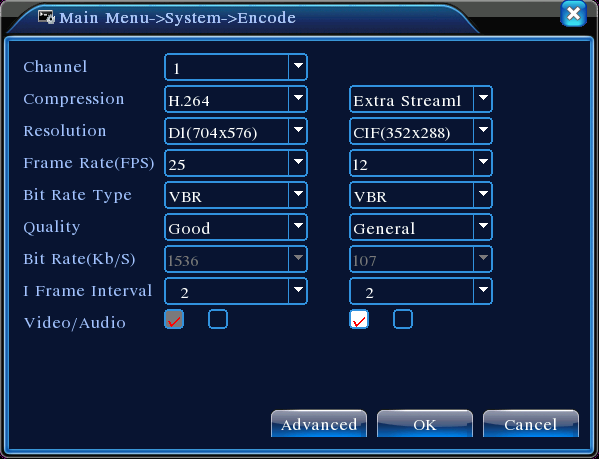 Main Menu->System->Encode
Channel 1
Compression H.264 Extra Stream1
Resolution D1(704x576) CIF(352x288)
Frame Rate(FPS) 25 12
Bit Rate Type VBR VBR
Quality Good General
Bit Rate(Kb/S) 1536 107
I Frame Interval 2 2
Video/Audio
Advanced OK Cancel